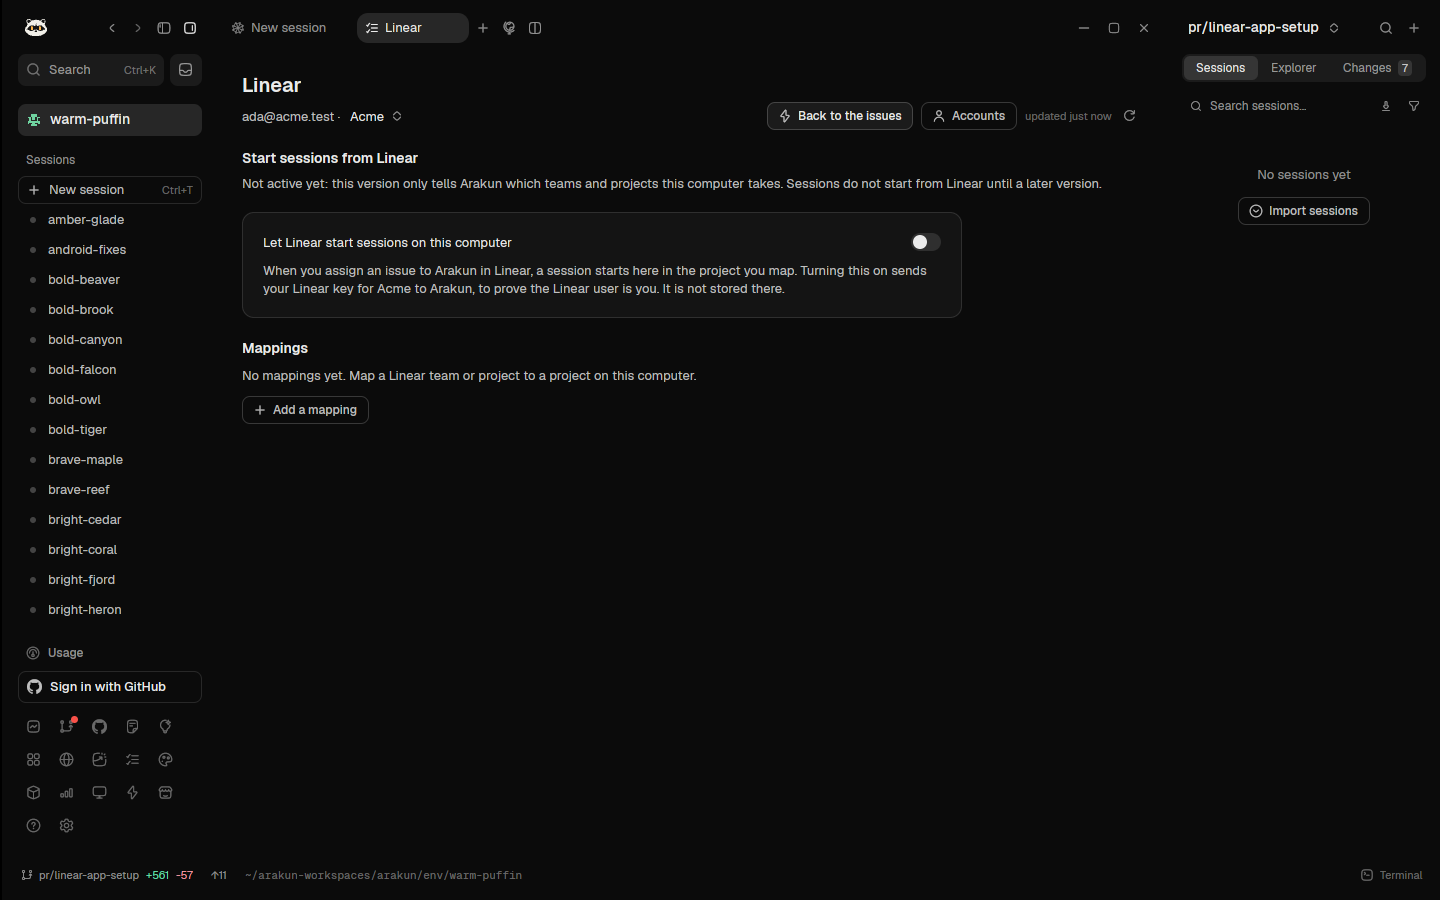 New session
Linear
pr/linear-app-setup
Search
Ctrl+K
warm-puffin
Sessions
New session
Ctrl+T
amber-glade
android-fixes
bold-beaver
bold-brook
bold-canyon
bold-falcon
bold-owl
bold-tiger
brave-maple
brave-reef
bright-cedar
bright-coral
bright-fjord
bright-heron
Usage
Sign in with GitHub
Linear
ada@acme.test · Acme
Back to the issues
Accounts
updated just now
Start sessions from Linear
Not active yet: this version only tells Arakun which teams and projects this computer takes. Sessions do not start from Linear until a later version.
Let Linear start sessions on this computer
When you assign an issue to Arakun in Linear, a session starts here in the project you map. Turning this on sends
your Linear key for Acme to Arakun, to prove the Linear user is you. It is not stored there.
Mappings
No mappings yet. Map a Linear team or project to a project on this computer.
Add a mapping
Sessions
Explorer
Changes 7
Search sessions...
No sessions yet
Import sessions
pr/linear-app-setup +561 -57 ↑11 ~/arakun-workspaces/arakun/env/warm-puffin
Terminal